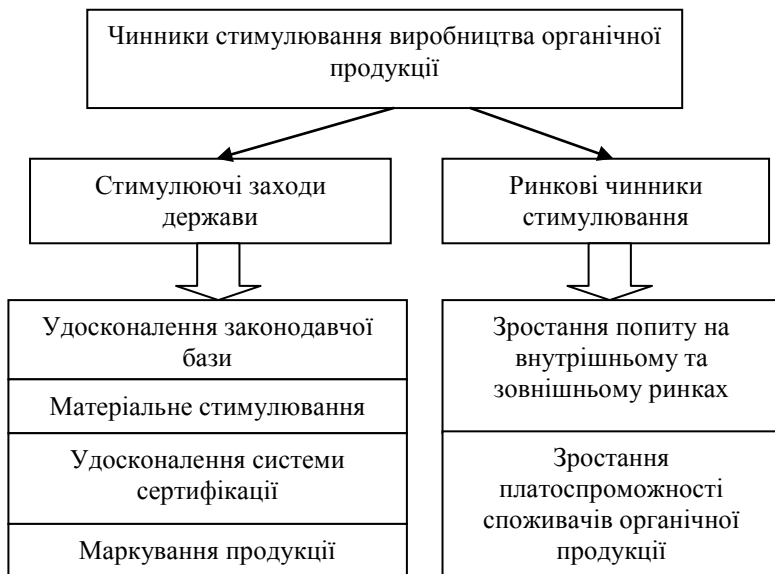 Чинники стимулювання виробництва органічної
продукції
Стимулюючі заходи
держави
Ринкові чинники
стимулювання
Удосконалення законодавчої
бази
Матеріальне стимулювання
Удосконалення системи
сертифікації
Маркування продукції
Зростання попиту на
внутрішньому та
зовнішньому ринках
Зростання
платоспроможності
споживачів органічної
продукції